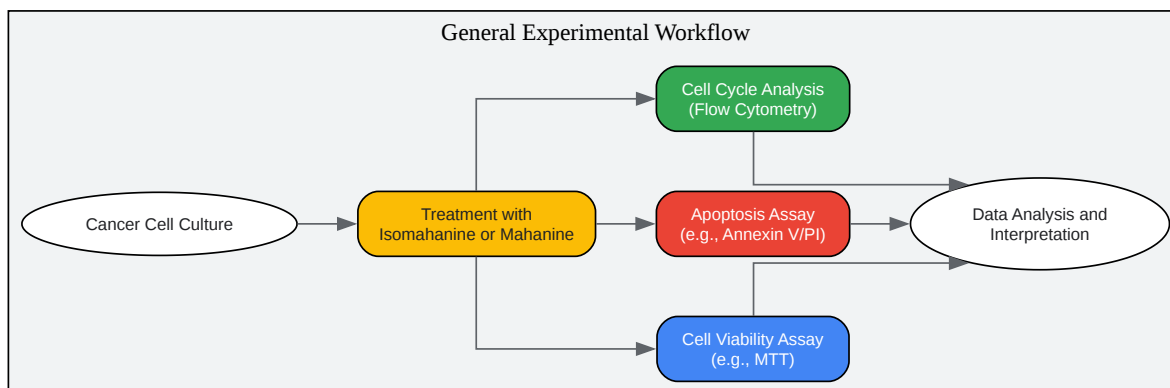 General Experimental Workflow
Cell Cycle Analysis
(Flow Cytometry)
Cancer Cell Culture
Treatment with
Isomahanine or Mahanine
Apoptosis Assay
(e.g., Annexin V/PI)
Data Analysis and
Interpretation
Cell Viability Assay
(e.g., MTT)